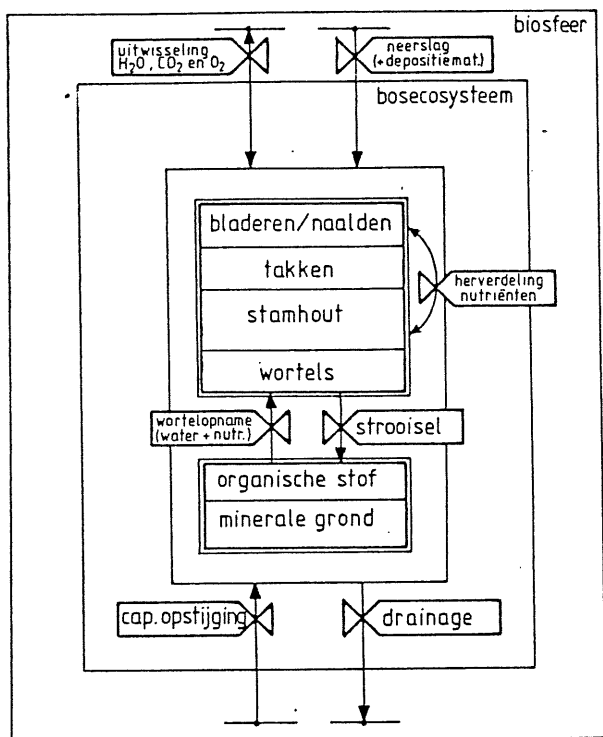 biosfeer
uitwisseling
H₂O, CO₂ en O₂
neerslag
(+depositiemat.)
bosecosysteem
bladeren/naalden
takken
stamhout
wortels
herverdeling
nutriënten
wortelopname
(water + nutr.)
strooisel
organische stof
minerale grond
cap. opstijging
drainage